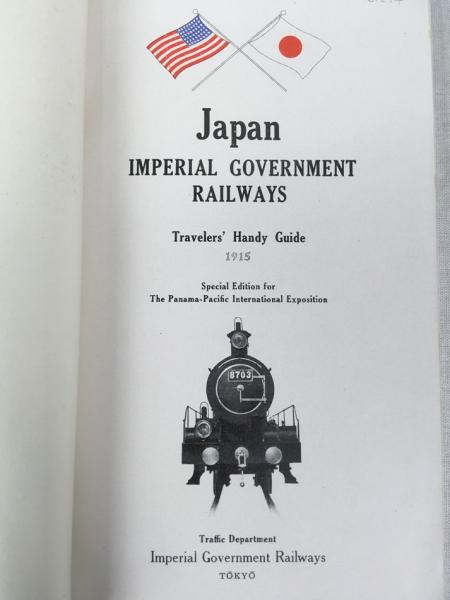 Japan
IMPERIAL GOVERNMENT
RAILWAYS
Travelers' Handy Guide
1915
Special Edition for
The Panama-Pacific International Exposition
8703
Traffic Department
Imperial Government Railways
TŌKYŌ